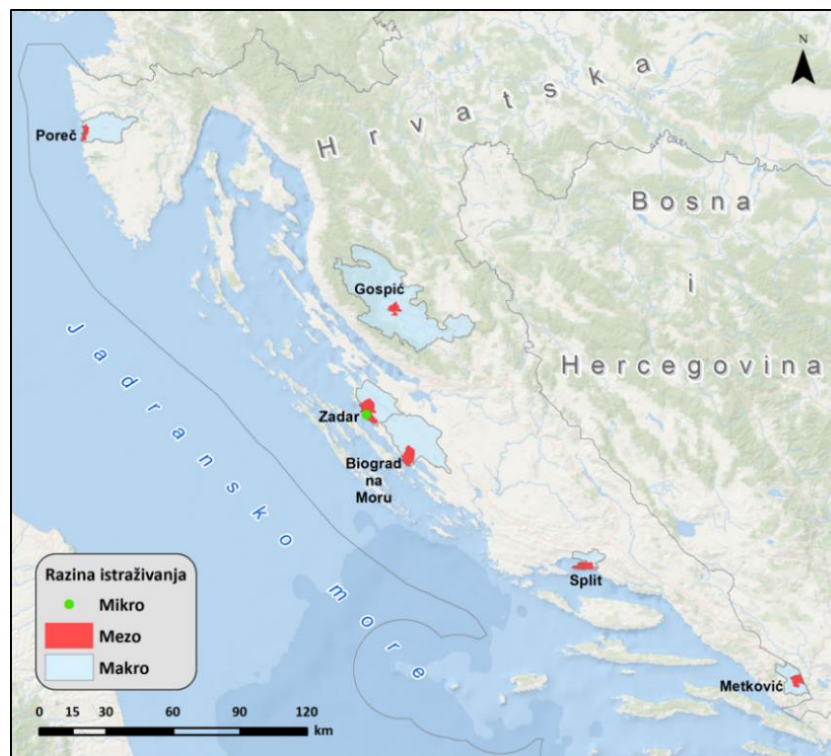 N
H r v a t s k a
Poreč
B o s n a
i
H e r c e g o v i n a
Gospić
J a d r a n s k o m o r e
Zadar
Biograd
na
Moru
Split
Metković
Razina istraživanja
Mikro
Mezo
Makro
0 15 30 60 90 120
km